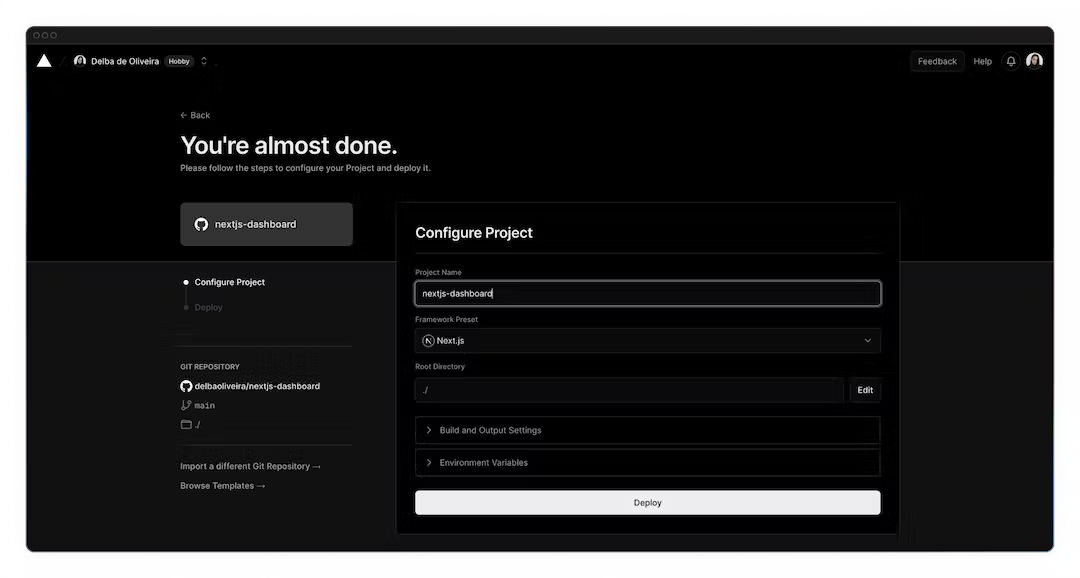 Delba de Oliveira Hobby
Feedback Help
← Back
You're almost done.
Please follow the steps to configure your Project and deploy it.
nextjs-dashboard
Configure Project
Deploy
GIT REPOSITORY
delbaoliveira/nextjs-dashboard
main
./
Import a different Git Repository →
Browse Templates →
Configure Project
Project Name
nextjs-dashboard
Framework Preset
Next.js
Root Directory
./
Edit
Build and Output Settings
Environment Variables
Deploy